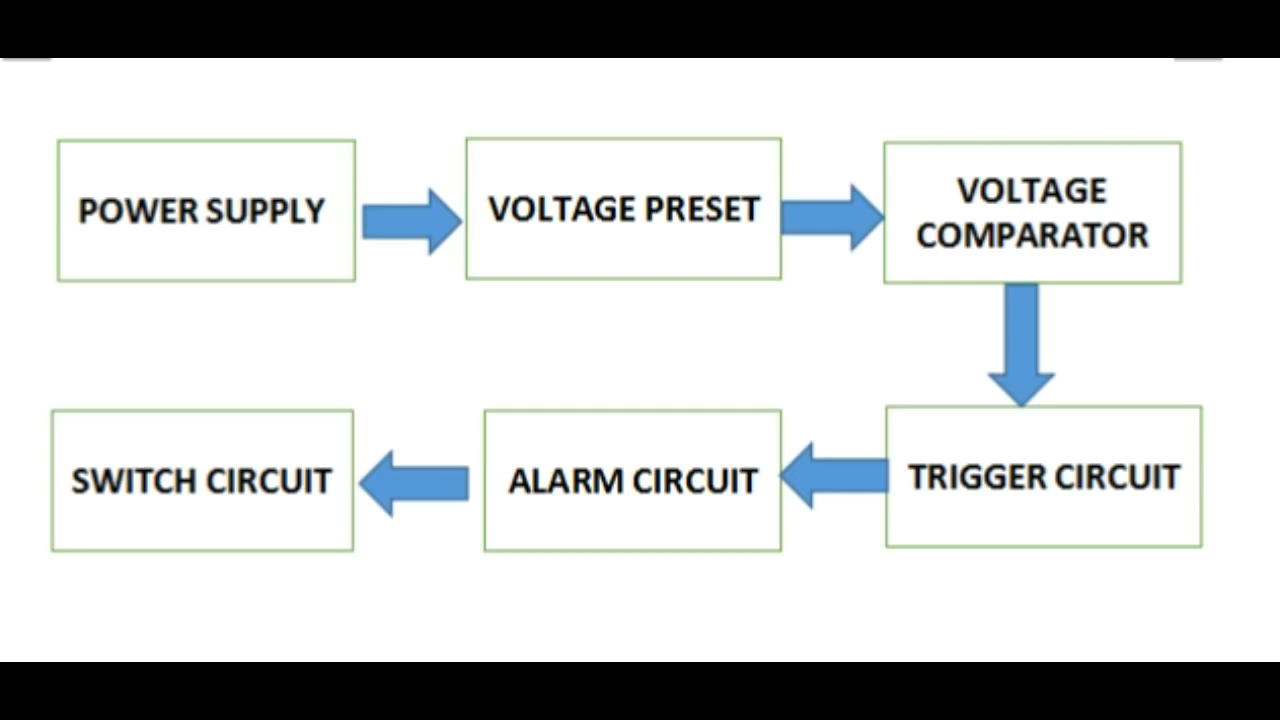 POWER SUPPLY
VOLTAGE PRESET
VOLTAGE
COMPARATOR
TRIGGER CIRCUIT
ALARM CIRCUIT
SWITCH CIRCUIT